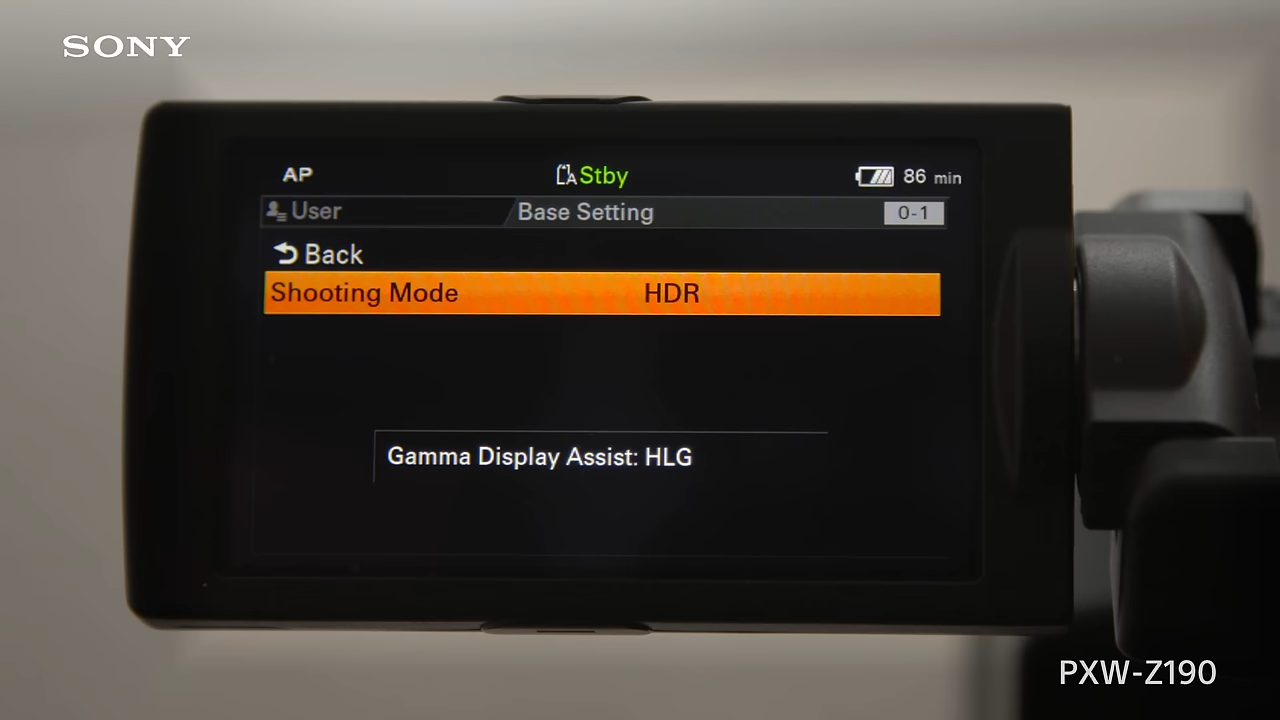 SONY
AP
A Stby
86 min
User
Base Setting
0-1
Back
Shooting Mode
HDR
Gamma Display Assist: HLG
PXW-Z190